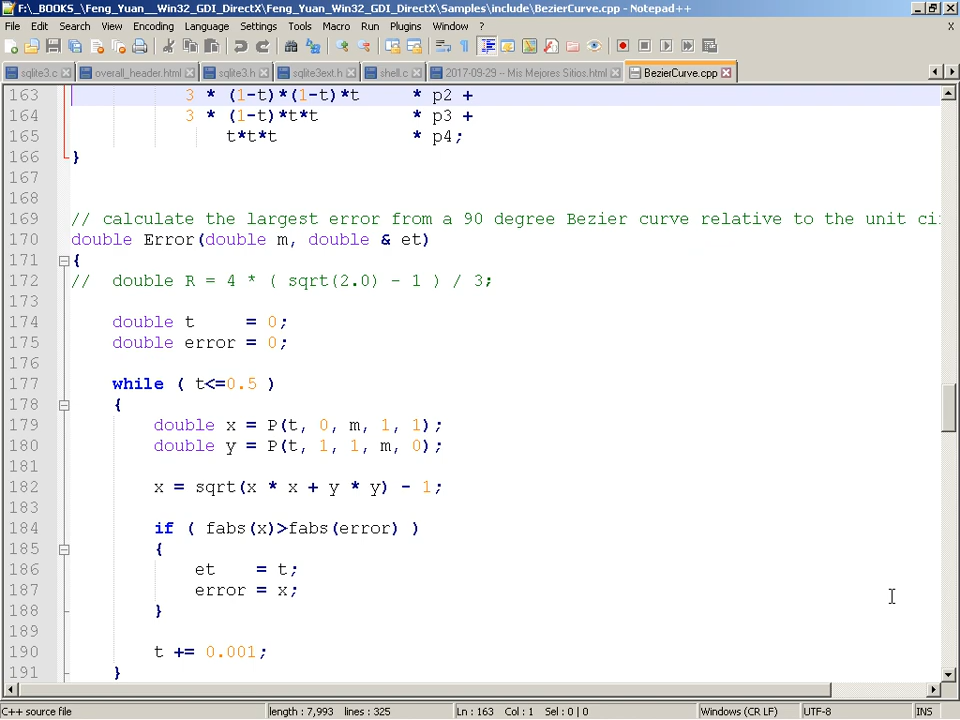 F:\_BOOKS_\Feng_Yuan__Win32_GDI_DirectX\Feng_Yuan_Win32_GDI_DirectX\Samples\include\BezierCurve.cpp - Notepad++
File Edit Search View Encoding Language Settings Tools Macro Run Plugins Window ? X
sqlite3.c overall_header.html sqlite3.h sqlite3ext.h shell.c 2017-09-29 -- Mis Mejores Sitios.html BezierCurve.cpp
163 3 * (1-t)*(1-t)*t * p2 +
164 3 * (1-t)*t*t * p3 +
165 t*t*t * p4;
166 }
167
168
169 // calculate the largest error from a 90 degree Bezier curve relative to the unit ci
170 double Error(double m, double & et)
171 {
172 // double R = 4 * ( sqrt(2.0) - 1 ) / 3;
173
174 double t = 0;
175 double error = 0;
176
177 while ( t<=0.5 )
178 {
179 double x = P(t, 0, m, 1, 1);
180 double y = P(t, 1, 1, m, 0);
181
182 x = sqrt(x * x + y * y) - 1;
183
184 if ( fabs(x)>fabs(error) )
185 {
186 et = t;
187 error = x;
188 }
189
190 t += 0.001;
191 }
C++ source file length : 7,993 lines : 325 Ln : 163 Col : 1 Sel : 0 | 0 Windows (CR LF) UTF-8 INS